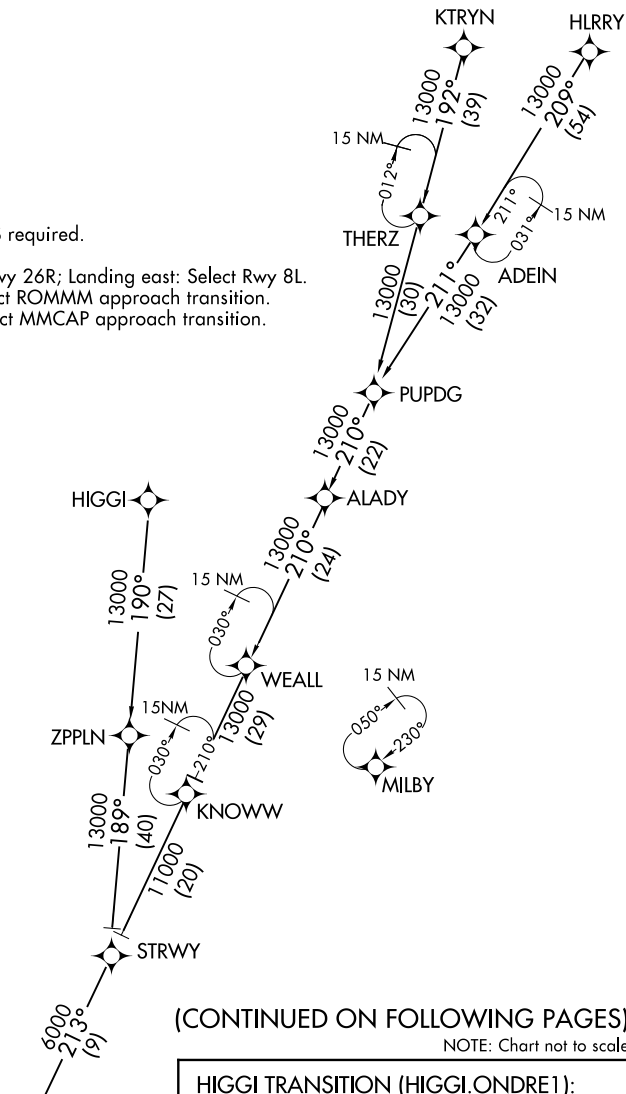 KTRYN
HLRRY
13000
192°
(39)
13000
209°
(54)
15 NM
012°
211°
031°
15 NM
required.
THERZ
ADEIN
wy 26R; Landing east: Select Rwy 8L.
ct ROMMM approach transition.
ct MMCAP approach transition.
13000
(30)
211°
13000
(32)
PUPDG
13000
210°
(22)
HIGGI
ALADY
13000
210°
(24)
13000
190°
(27)
15 NM
030°
WEALL
15 NM
050°
230°
MILBY
15NM
030°
210°
13000
(29)
ZPPLN
KNOWW
13000
189°
(40)
11000
(20)
STRWY
6000
213°
(9)
(CONTINUED ON FOLLOWING PAGES)
NOTE: Chart not to scale
HIGGI TRANSITION (HIGGI.ONDRE1):